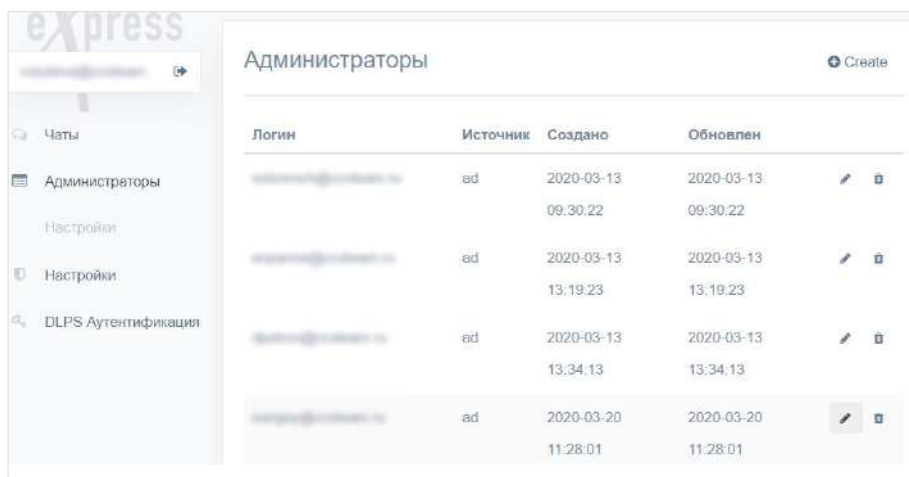 eXpress
Чаты
Администраторы
Настройки
Настройки
DLPS Аутентификация
Администраторы
Create
Логин Источник Создано Обновлен
ad 2020-03-13 2020-03-13
09:30:22 09:30:22
ad 2020-03-13 2020-03-13
13:19:23 13:19:23
ad 2020-03-13 2020-03-13
13:34:13 13:34:13
ad 2020-03-20 2020-03-20
11:28:01 11:28:01